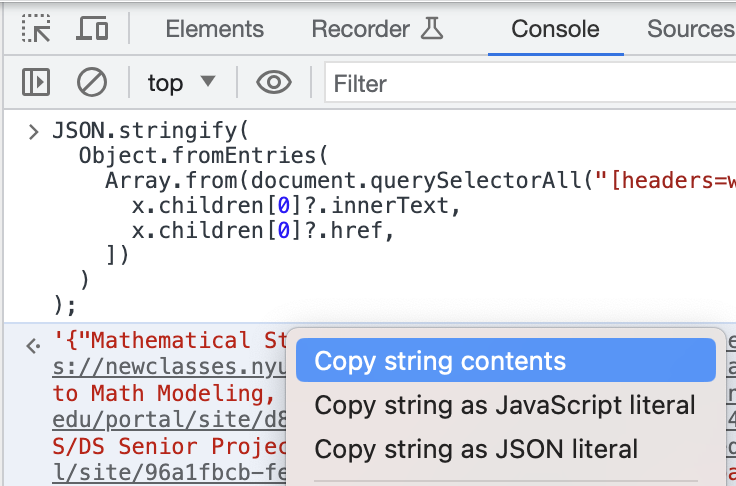 Elements Recorder Console Sources
top Filter
> JSON.stringify(
Object.fromEntries(
Array.from(document.querySelectorAll("[headers=w
x.children[0]?.innerText,
x.children[0]?.href,
])
)
);
'{"Mathematical St
s://newclasses.nyu
to Math Modeling,
edu/portal/site/d8
S/DS Senior Projec
l/site/96a1fbcb-fe
Copy string contents
Copy string as JavaScript literal
Copy string as JSON literal